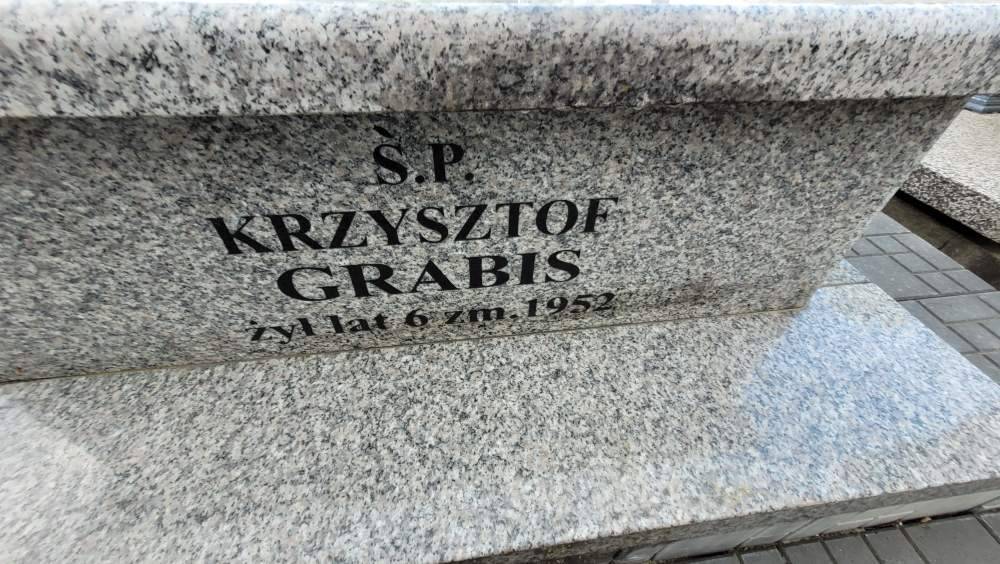 Ś.P.
KRZYSZTOF
GRABIS
żył lat 6 zm.1952